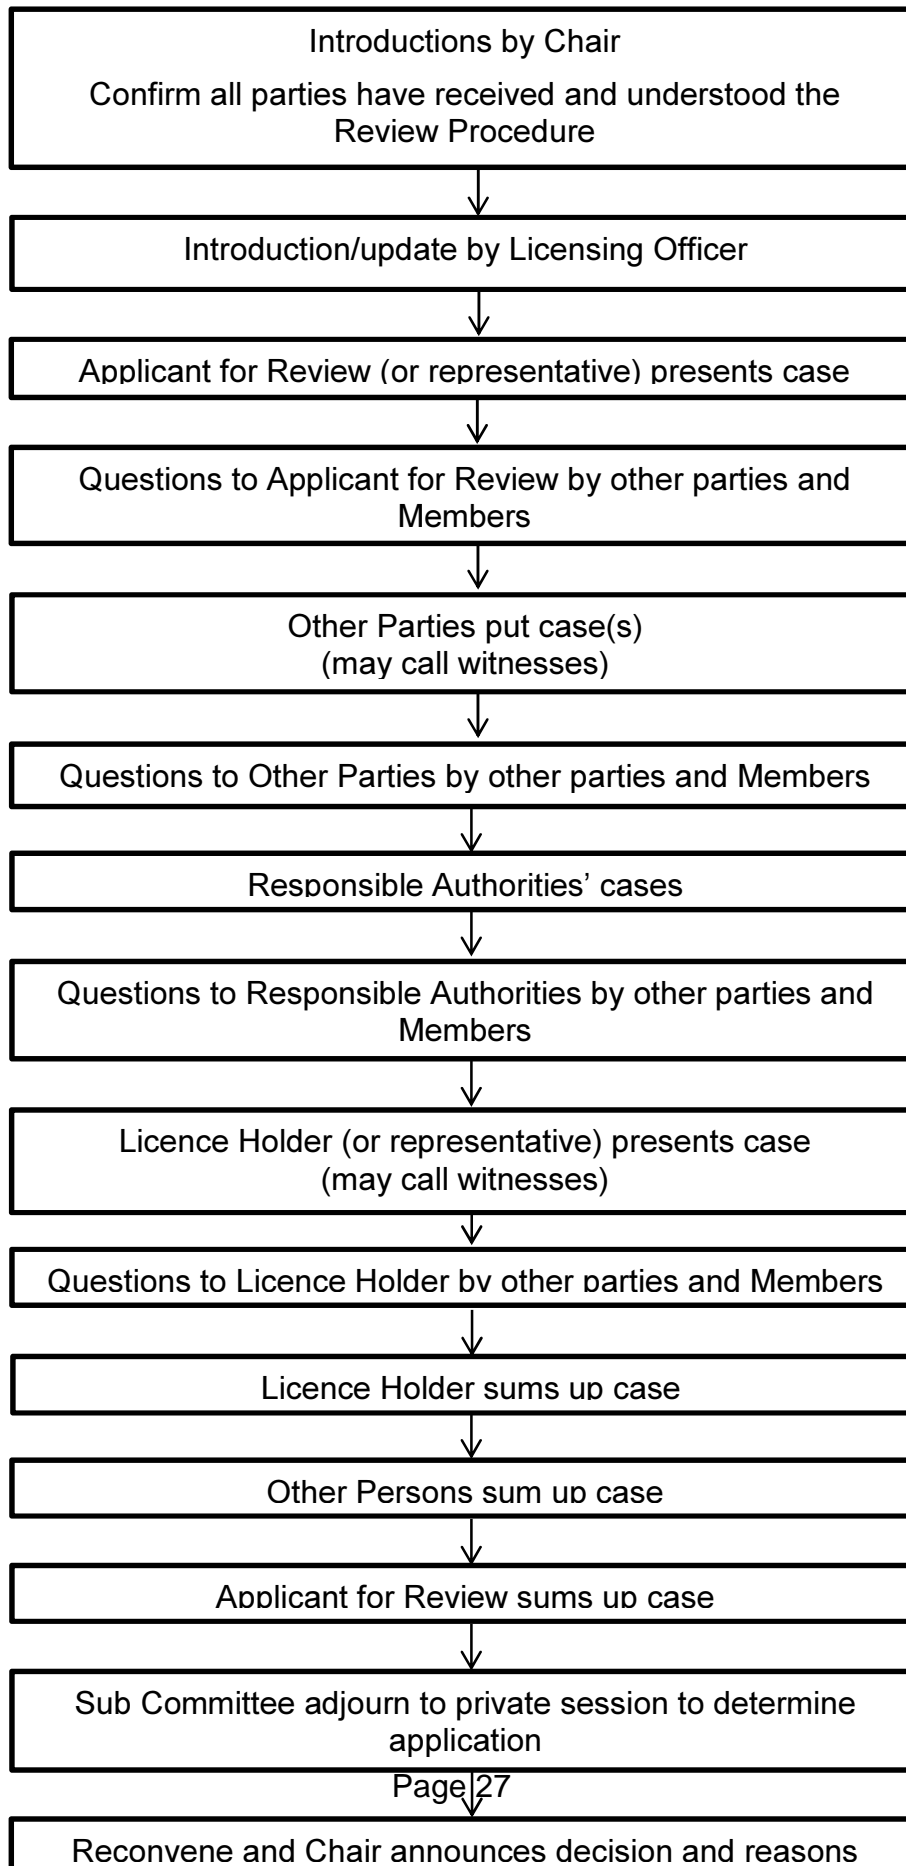 Introductions by Chair
Confirm all parties have received and understood the
Review Procedure
Introduction/update by Licensing Officer
Applicant for Review (or representative) presents case
Questions to Applicant for Review by other parties and
Members
Other Parties put case(s)
(may call witnesses)
Questions to Other Parties by other parties and Members
Responsible Authorities’ cases
Questions to Responsible Authorities by other parties and
Members
Licence Holder (or representative) presents case
(may call witnesses)
Questions to Licence Holder by other parties and Members
Licence Holder sums up case
Other Persons sum up case
Applicant for Review sums up case
Sub Committee adjourn to private session to determine
application
Page 27
Reconvene and Chair announces decision and reasons